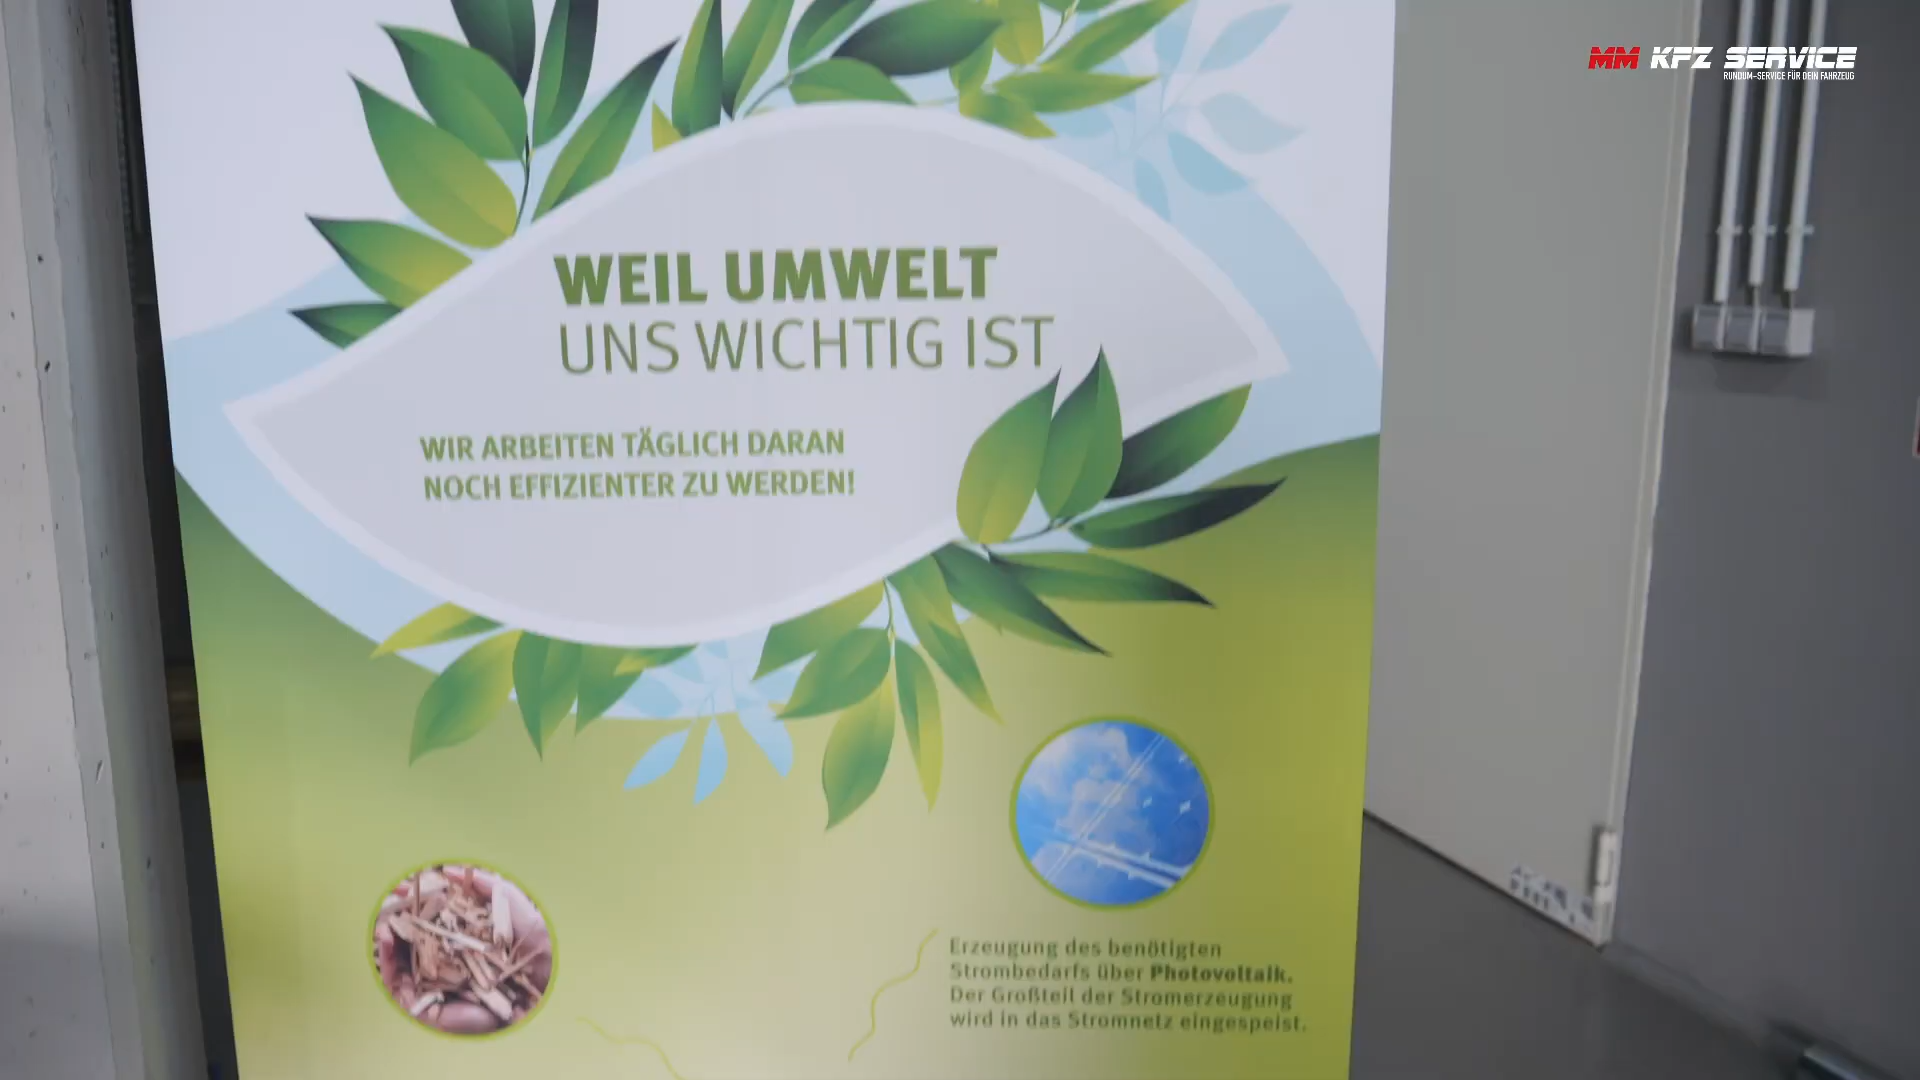 MM KFZ SERVICE
RUNDUM-SERVICE FÜR DEIN FAHRZEUG
WEIL UMWELT
UNS WICHTIG IST
WIR ARBEITEN TÄGLICH DARAN
NOCH EFFIZIENTER ZU WERDEN!
Erzeugung des benötigten
Strombedarfs über Photovoltaik.
Der Großteil der Stromerzeugung
wird in das Stromnetz eingespeist.